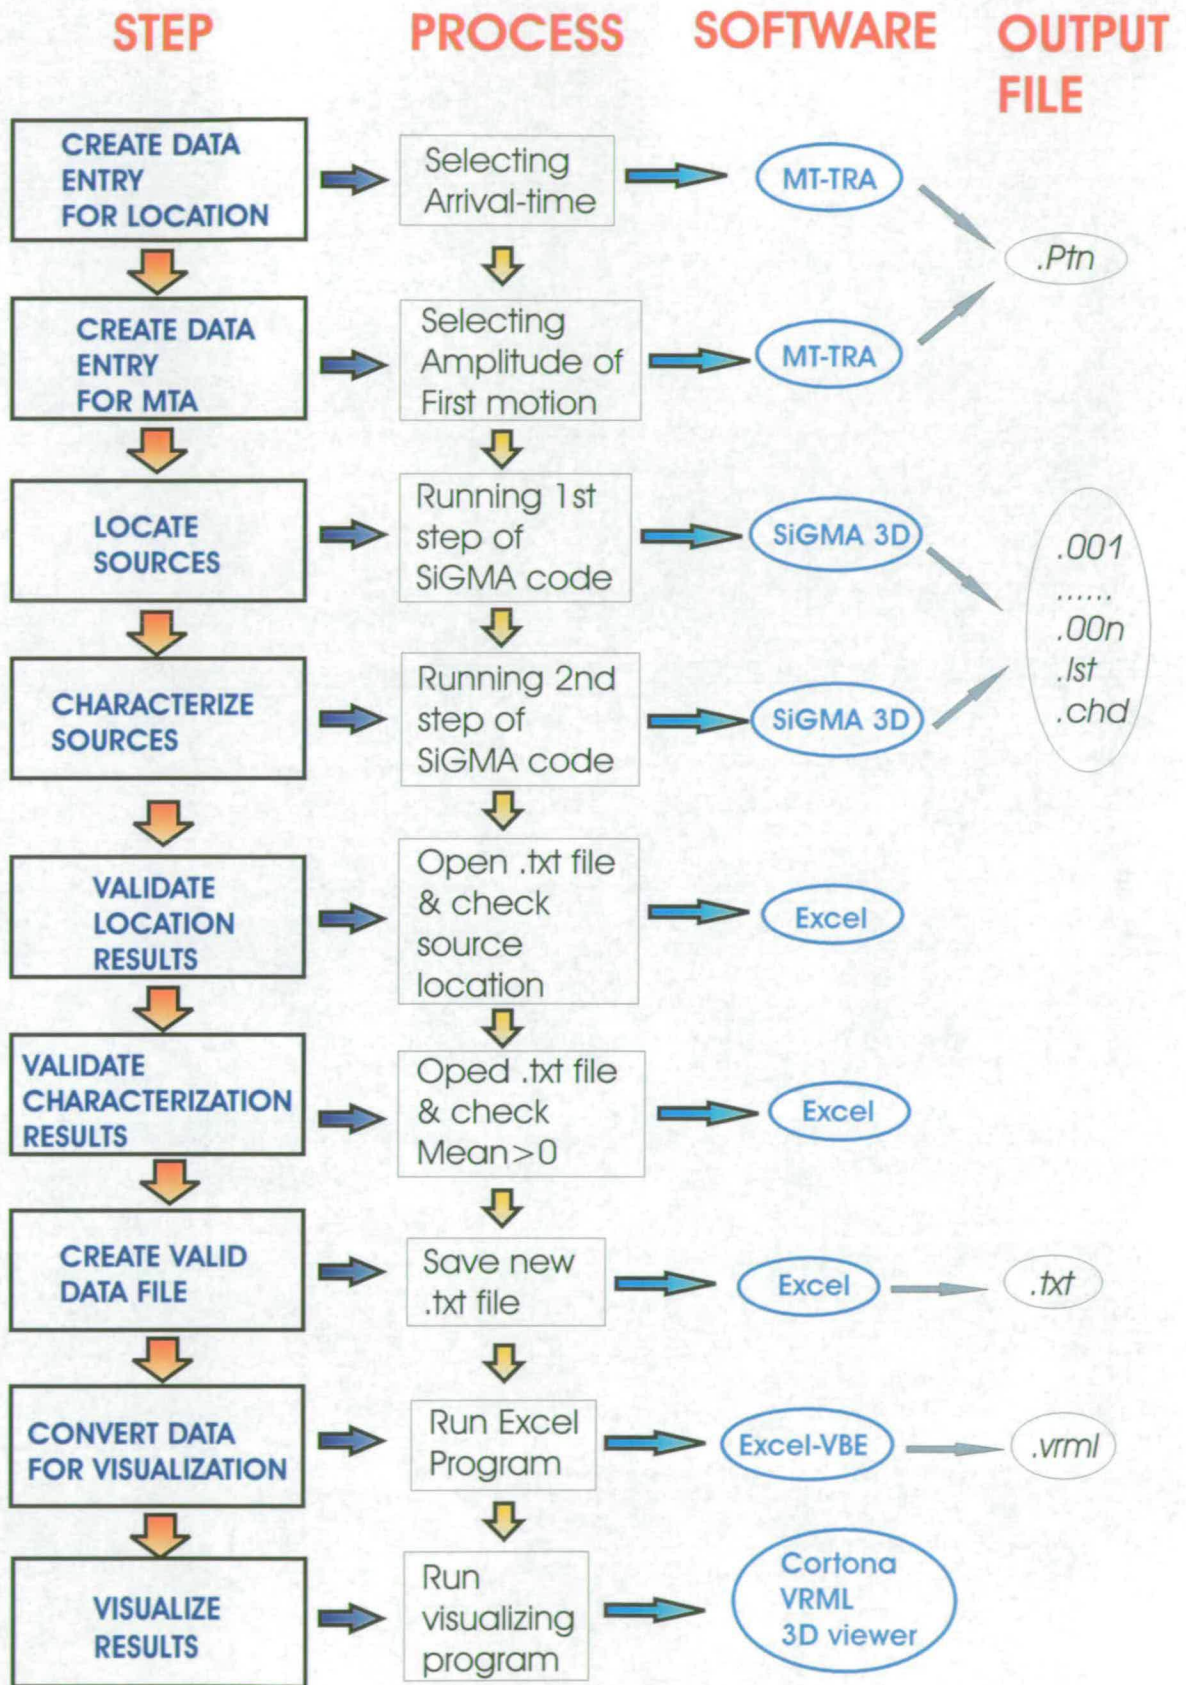 STEP
PROCESS
SOFTWARE
OUTPUT
FILE
CREATE DATA
ENTRY
FOR LOCATION
Selecting
Arrival-time
MT-TRA
.Ptn
CREATE DATA
ENTRY
FOR MTA
Selecting
Amplitude of
First motion
MT-TRA
LOCATE
SOURCES
Running 1st
step of
SiGMA code
SiGMA 3D
.001
......
.00n
.lst
.chd
CHARACTERIZE
SOURCES
Running 2nd
step of
SiGMA code
SiGMA 3D
VALIDATE
LOCATION
RESULTS
Open .txt file
& check
source
location
Excel
VALIDATE
CHARACTERIZATION
RESULTS
Oped .txt file
& check
Mean>0
Excel
CREATE VALID
DATA FILE
Save new
.txt file
Excel
.txt
CONVERT DATA
FOR VISUALIZATION
Run Excel
Program
Excel-VBE
.vrml
VISUALIZE
RESULTS
Run
visualizing
program
Cortona
VRML
3D viewer